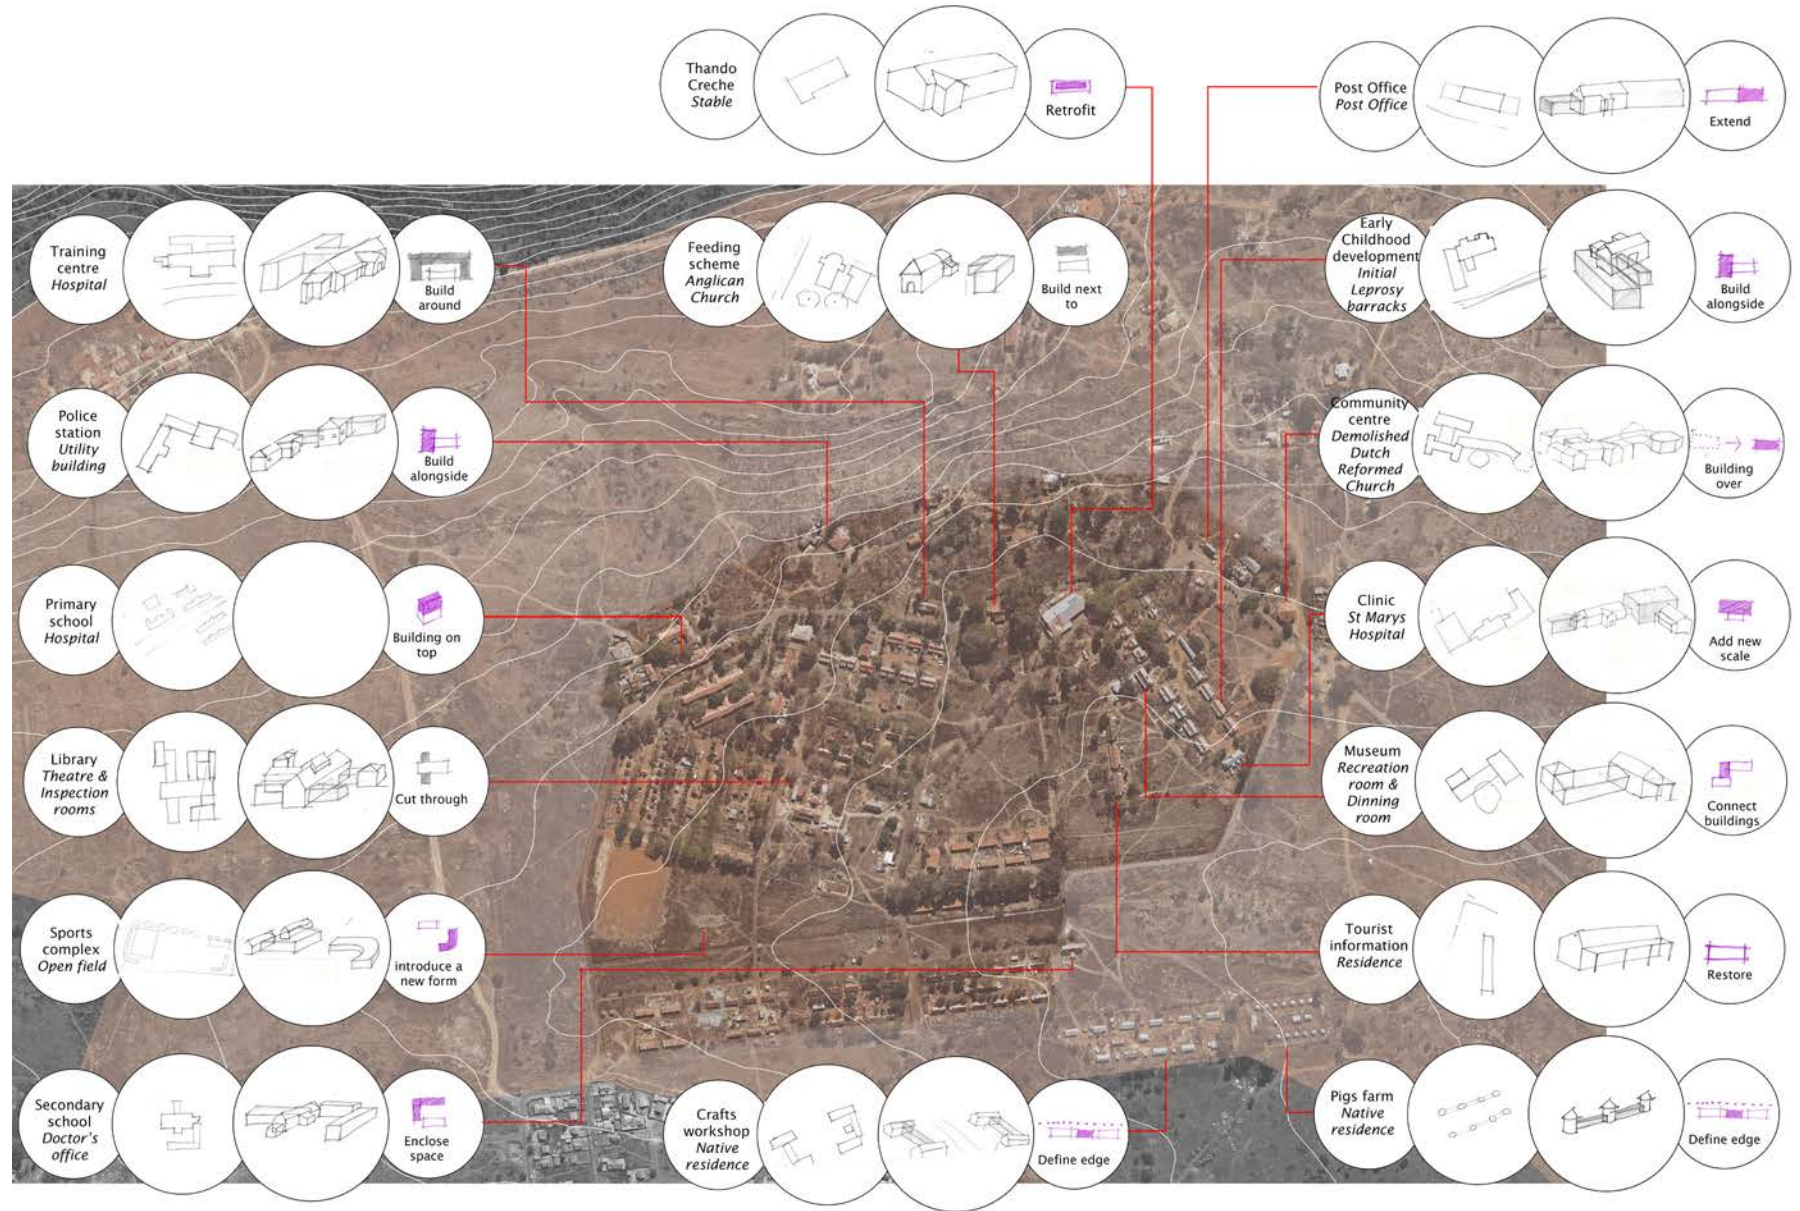 Thando
Creche
Stable
Retrofit
Post Office
Post Office
Extend
Training
centre
Hospital
Build
around
Feeding
scheme
Anglican
Church
Build next
to
Early
Childhood
development
Initial
Leprosy
barracks
Build
alongside
Police
station
Utility
building
Build
alongside
Community
centre
Demolished
Dutch
Reformed
Church
Building
over
Primary
school
Hospital
Building on
top
Clinic
St Marys
Hospital
Add new
scale
Library
Theatre &
Inspection
rooms
Cut through
Museum
Recreation
room &
Dinning
room
Connect
buildings
Sports
complex
Open field
introduce a
new form
Tourist
information
Residence
Restore
Secondary
school
Doctor's
office
Enclose
space
Crafts
workshop
Native
residence
Define edge
Pigs farm
Native
residence
Define edge